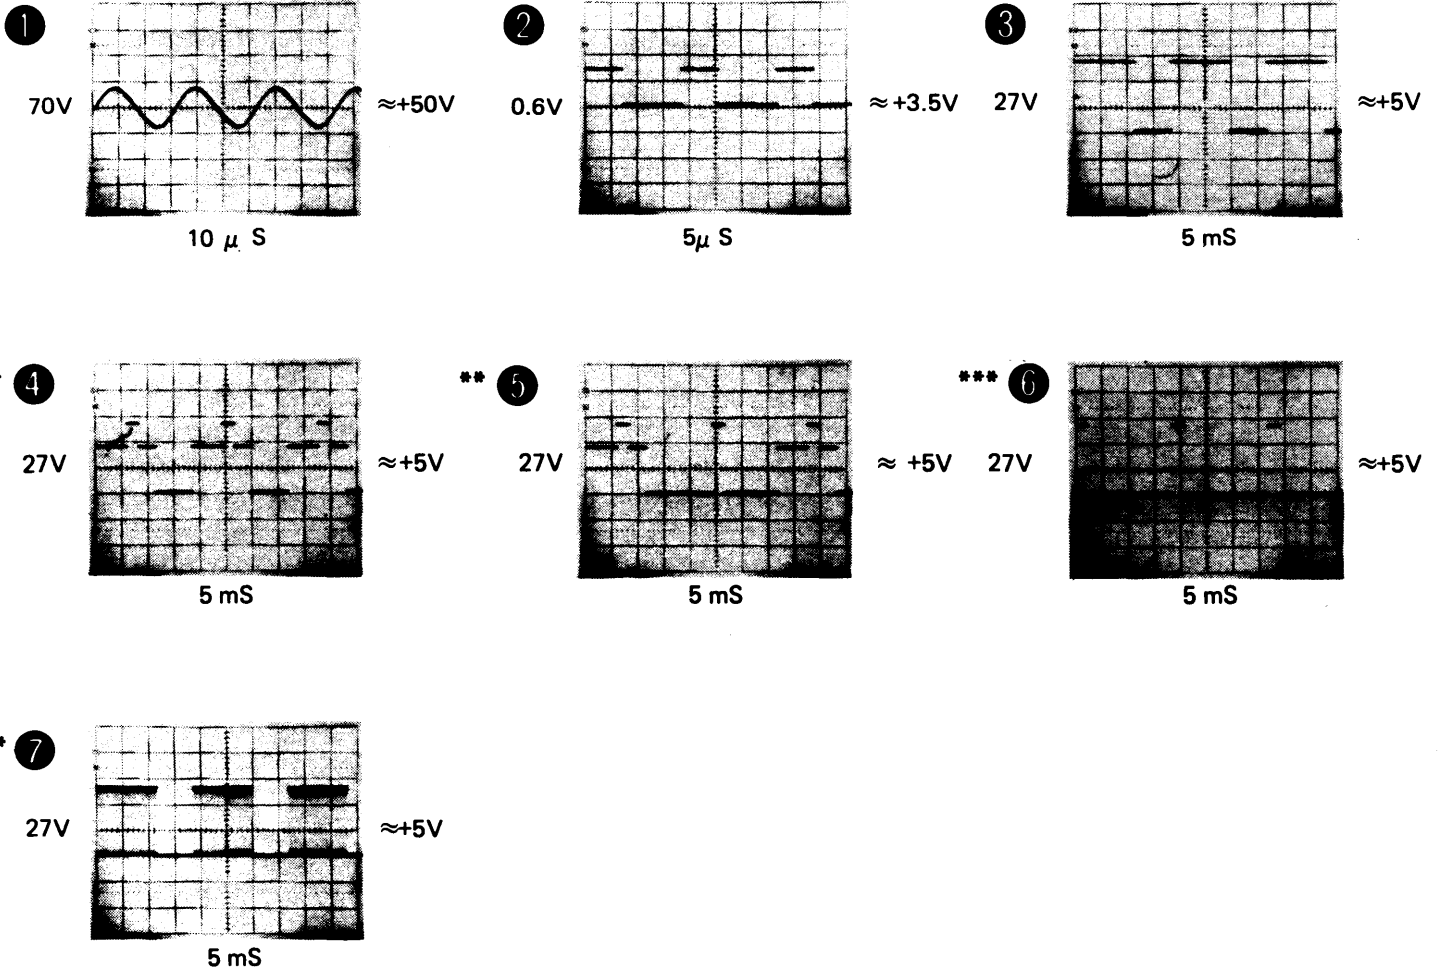 1
70V ≈+50V
10 μ S
2
0.6V ≈+3.5V
5μ S
3
27V ≈+5V
5 mS
* 4
27V ≈+5V
5 mS
** 5
27V ≈ +5V
5 mS
*** 6
27V ≈+5V
5 mS
* 7
27V ≈+5V
5 mS